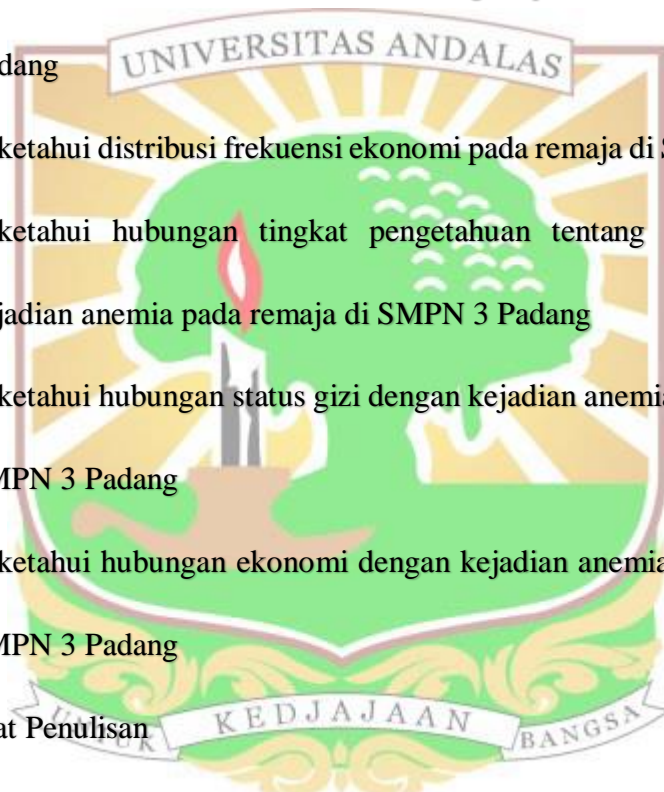 UNIVERSITAS ANDALAS
dang
ketahui distribusi frekuensi ekonomi pada remaja di S
ketahui hubungan tingkat pengetahuan tentang
jadian anemia pada remaja di SMPN 3 Padang
ketahui hubungan status gizi dengan kejadian anemia
MPN 3 Padang
ketahui hubungan ekonomi dengan kejadian anemia
MPN 3 Padang
at Penulisan
UNTUK KEDJAJAAN BANGSA